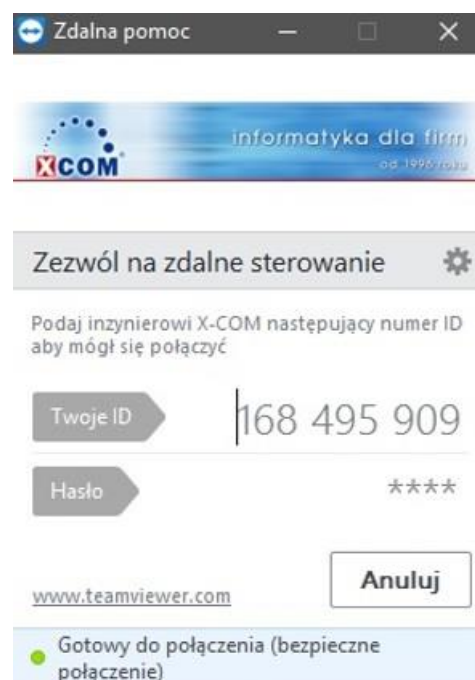 Zdalna pomoc
XCOM
informatyka dla firm
od 1996 roku
Zezwól na zdalne sterowanie
Podaj inzynierowi X-COM następujący numer ID
aby mógł się połączyć
Twoje ID
168 495 909
Hasło
****
Anuluj
www.teamviewer.com
Gotowy do połączenia (bezpieczne
połączenie)